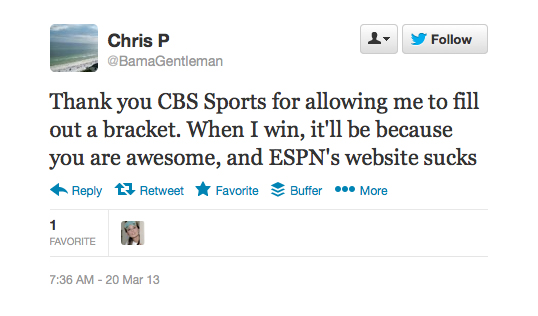 Chris P
@BamaGentleman
Follow
Thank you CBS Sports for allowing me to fill
out a bracket. When I win, it'll be because
you are awesome, and ESPN's website sucks
Reply Retweet Favorite Buffer More
1
FAVORITE
7:36 AM - 20 Mar 13